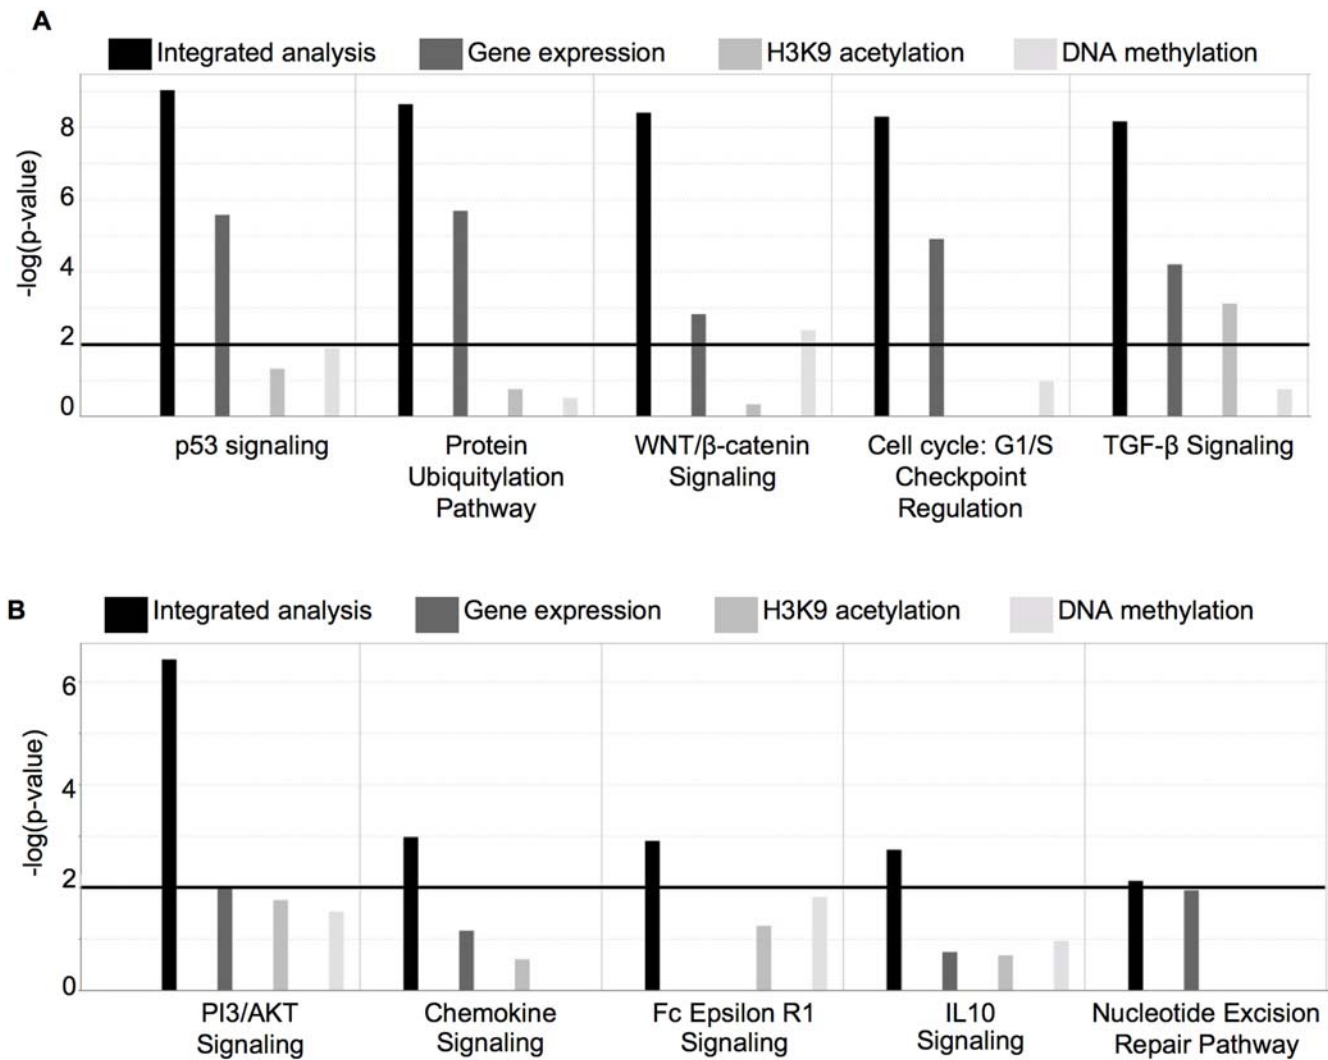 A
Integrated analysis Gene expression H3K9 acetylation DNA methylation
-log(p-value)
8
6
4
2
0
p53 signaling
Protein
Ubiquitylation
Pathway
WNT/β-catenin
Signaling
Cell cycle: G1/S
Checkpoint
Regulation
TGF-β Signaling
B
Integrated analysis Gene expression H3K9 acetylation DNA methylation
-log(p-value)
6
4
2
0
PI3/AKT
Signaling
Chemokine
Signaling
Fc Epsilon R1
Signaling
IL10
Signaling
Nucleotide Excision
Repair Pathway